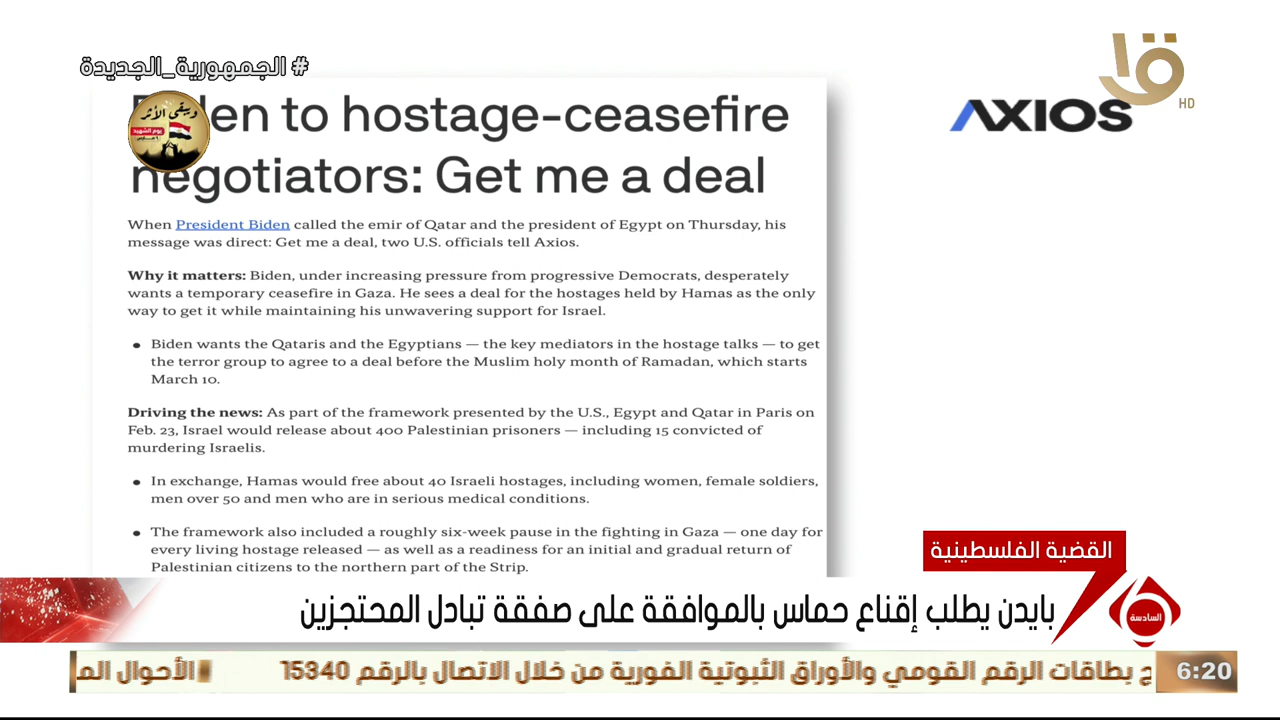 # الجمهورية_الجديدة
HD
AXIOS
ويبقى الأثر
يوم الشهيد
to hostage-ceasefire
negotiators: Get me a deal
When President Biden called the emir of Qatar and the president of Egypt on Thursday, his
message was direct: Get me a deal, two U.S. officials tell Axios.
Why it matters: Biden, under increasing pressure from progressive Democrats, desperately
wants a temporary ceasefire in Gaza. He sees a deal for the hostages held by Hamas as the only
way to get it while maintaining his unwavering support for Israel.
• Biden wants the Qataris and the Egyptians — the key mediators in the hostage talks — to get
the terror group to agree to a deal before the Muslim holy month of Ramadan, which starts
March 10.
Driving the news: As part of the framework presented by the U.S., Egypt and Qatar in Paris on
Feb. 23, Israel would release about 400 Palestinian prisoners — including 15 convicted of
murdering Israelis.
• In exchange, Hamas would free about 40 Israeli hostages, including women, female soldiers,
men over 50 and men who are in serious medical conditions.
• The framework also included a roughly six-week pause in the fighting in Gaza — one day for
every living hostage released — as well as a readiness for an initial and gradual return of
Palestinian citizens to the northern part of the Strip.
القضية الفلسطينية
بايدن يطلب إقناع حماس بالموافقة على صفقة تبادل المحتجزين
السادسة
6:20
بطاقات الرقم القومي والأوراق الثبوتية الفورية من خلال الاتصال بالرقم 15340 الأحوال